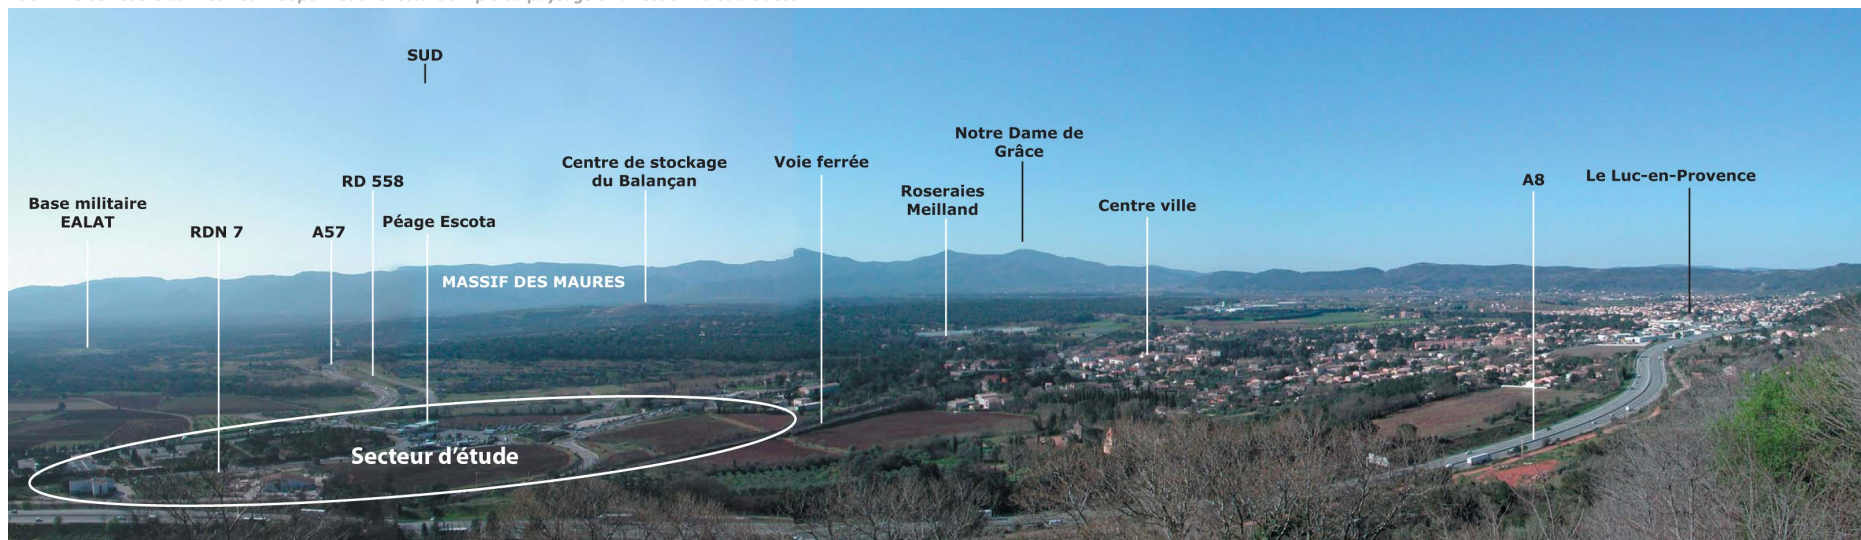 SUD
Notre Dame de
Grâce
Centre de stockage
du Balançan
Voie ferrée
A8
Le Luc-en-Provence
RD 558
Roseraies
Meilland
Base militaire
EALAT
Centre ville
RDN 7
A57
Péage Escota
MASSIF DES MAURES
Secteur d'étude